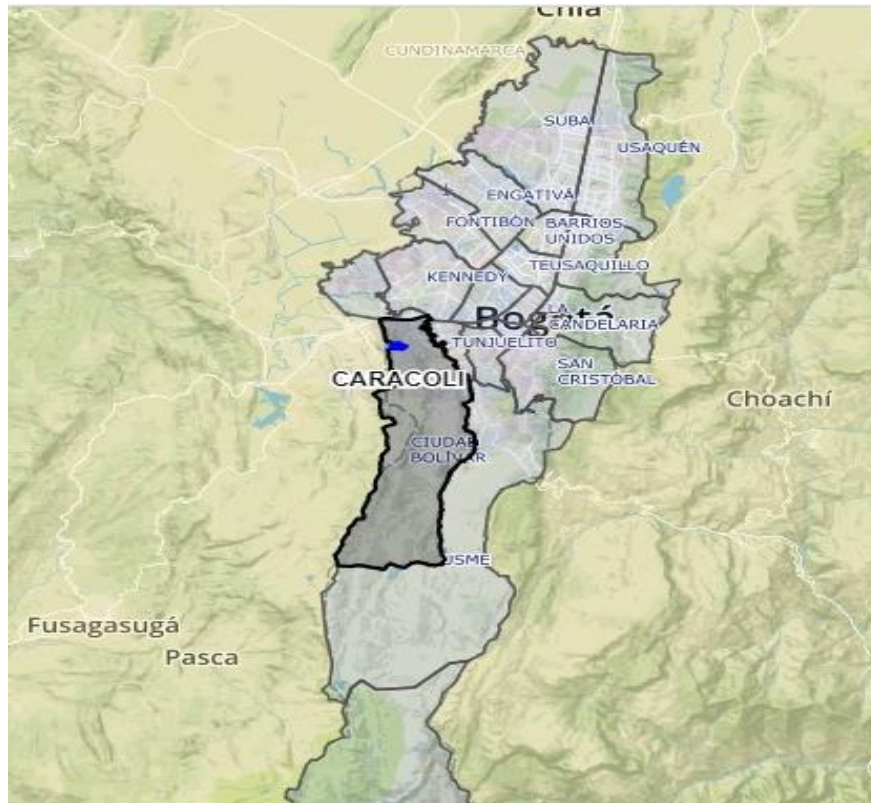 Chía
CUNDINAMARCA
SUBA
USAQUÉN
ENGATIVÁ
FONTIBÓN
BARRIOS
UNIDOS
TEUSAQUILLO
KENNEDY
Bogotá
LA
CANDELARIA
TUNJUELITO
SAN
CRISTÓBAL
CARACOLI
Choachí
CIUDAD
BOLÍVAR
USME
Fusagasugá
Pasca